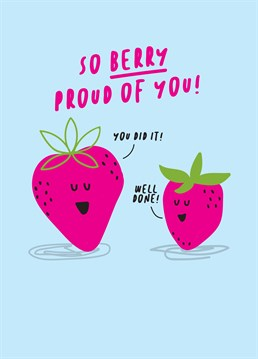 SO BERRY
PROUD OF YOU!
YOU DID IT!
WELL
DONE!